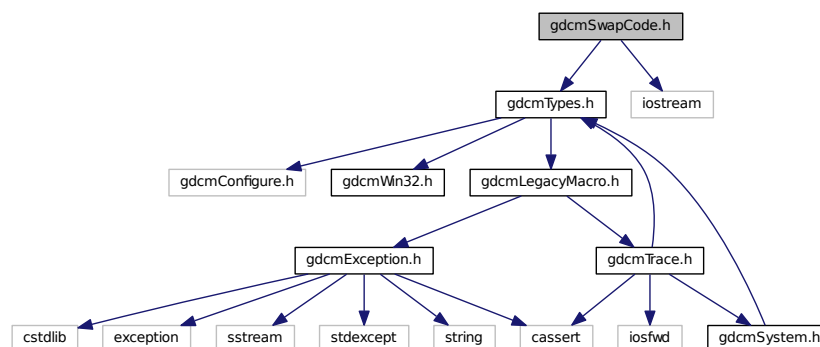 gdcmSwapCode.h
gdcmTypes.h
iostream
gdcmConfigure.h
gdcmWin32.h
gdcmLegacyMacro.h
gdcmException.h
gdcmTrace.h
cstdlib
exception
sstream
stdexcept
string
cassert
iosfwd
gdcmSystem.h